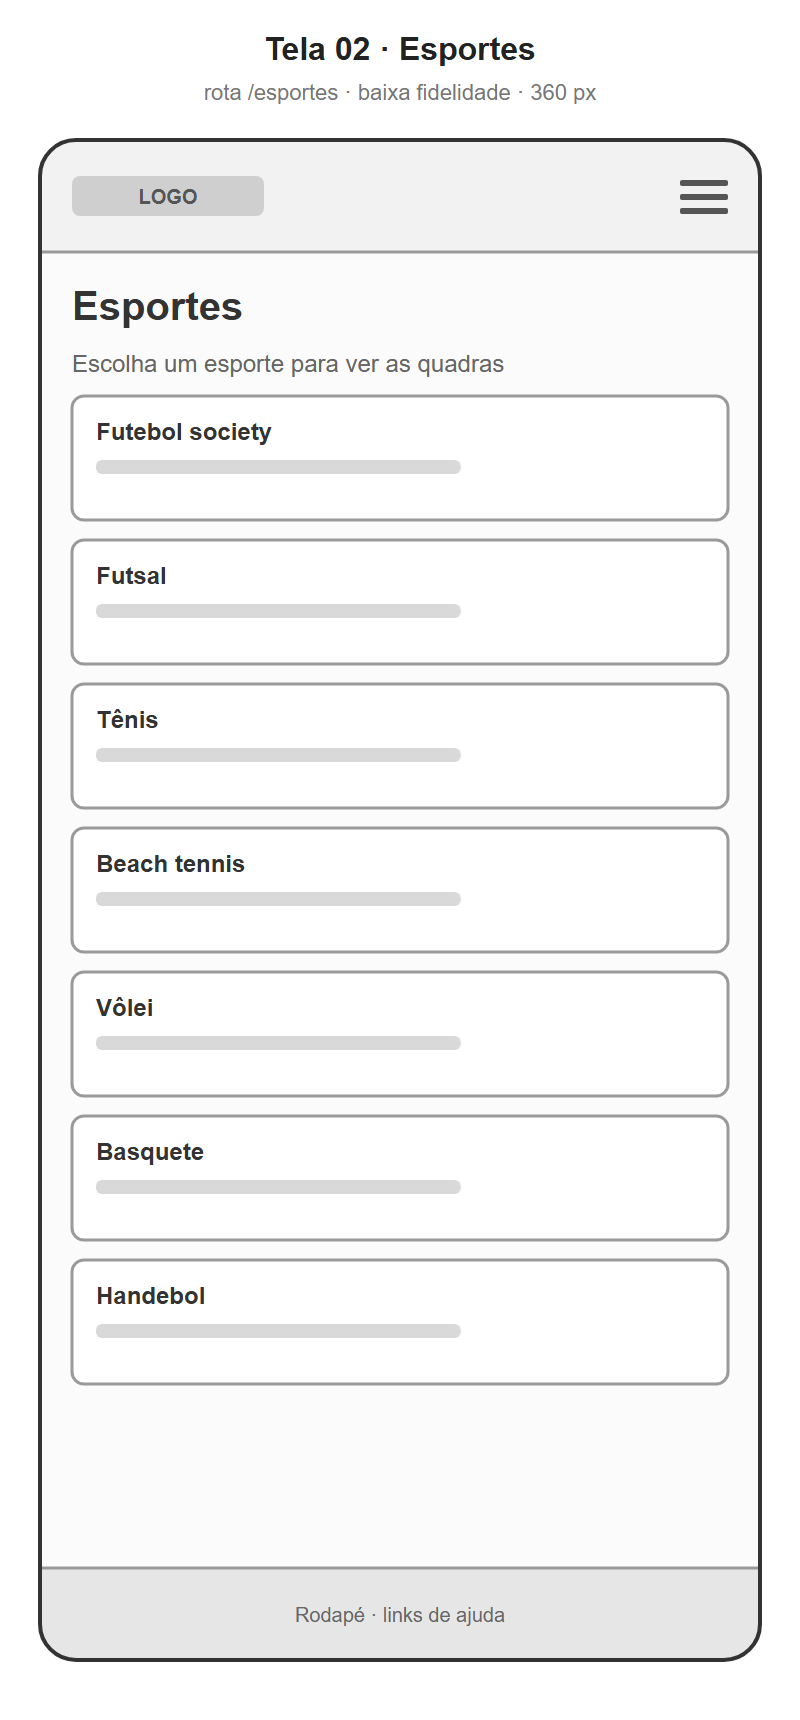 Tela 02 · Esportes
rota /esportes · baixa fidelidade · 360 px
LOGO
Esportes
Escolha um esporte para ver as quadras
Futebol society
Futsal
Tênis
Beach tennis
Vôlei
Basquete
Handebol
Rodapé · links de ajuda